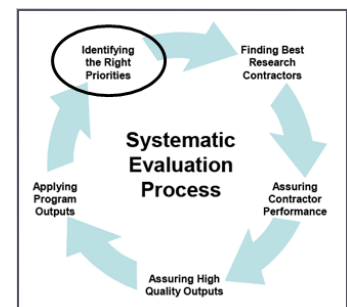 Identifying
the Right
Priorities
Finding Best
Research
Contractors
Systematic
Evaluation
Process
Applying
Program
Outputs
Assuring
Contractor
Performance
Assuring High
Quality Outputs